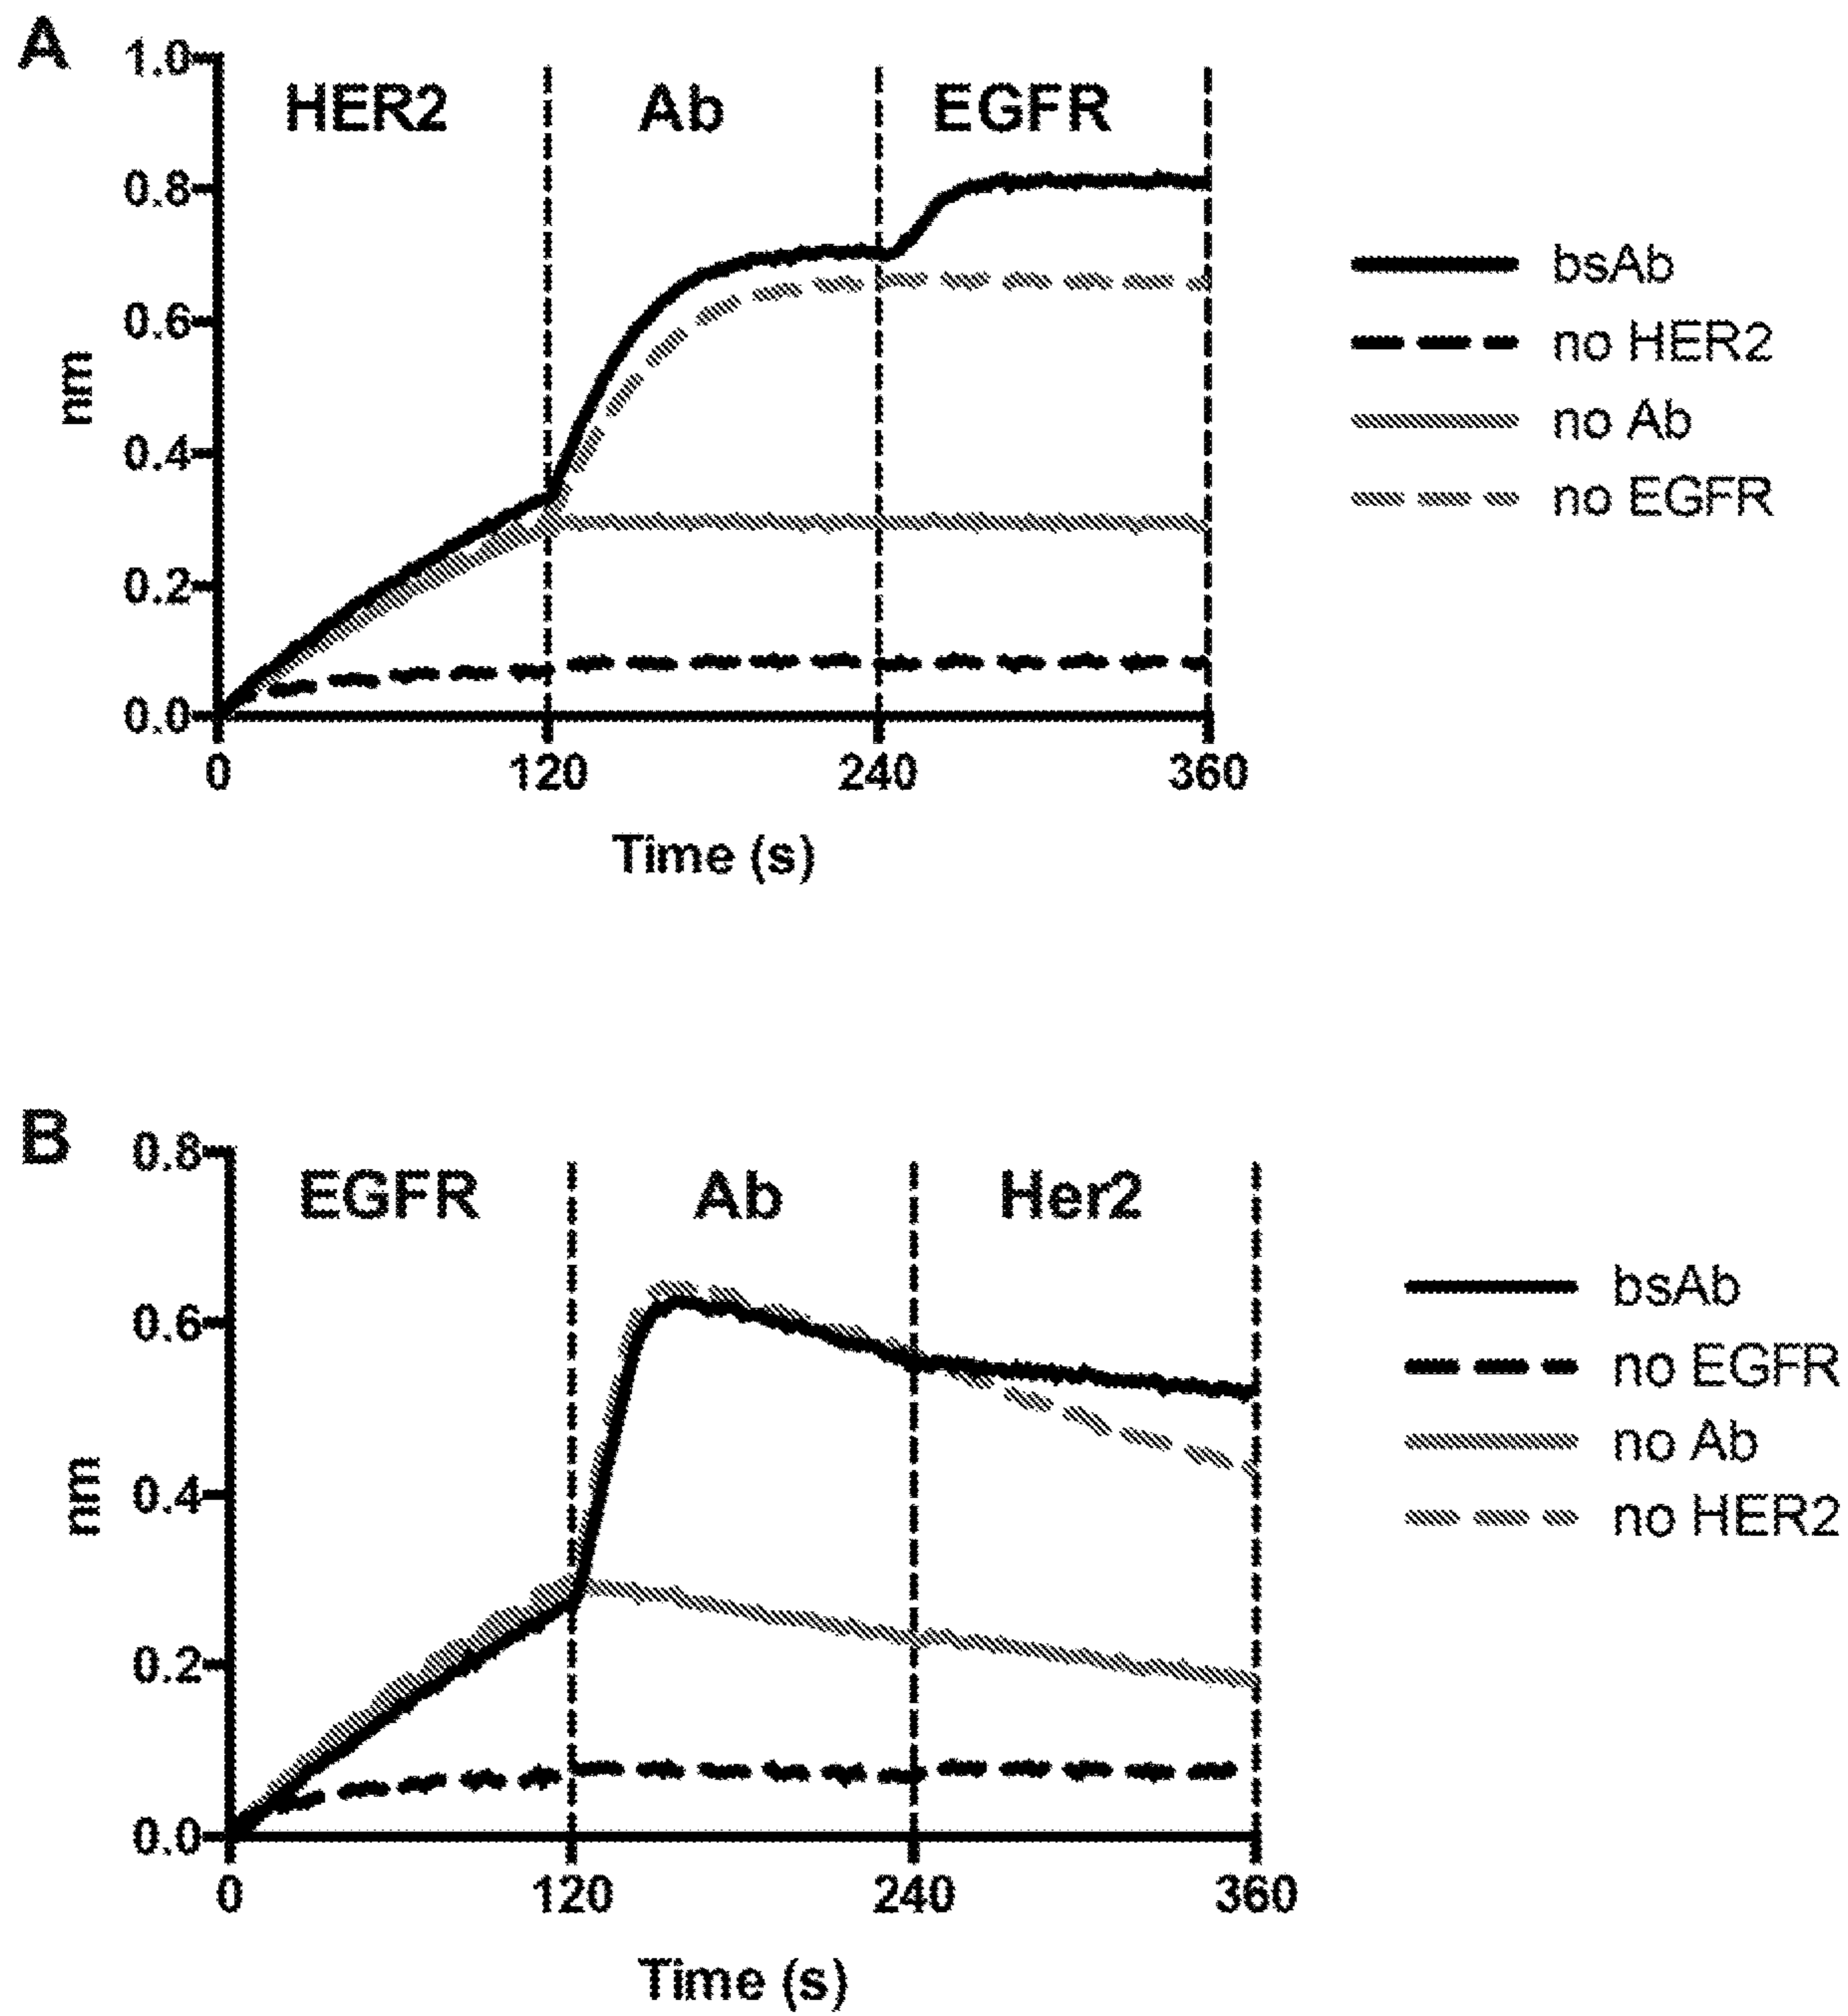 A
1.0
HER2 Ab EGFR
0.8
0.6
0.4
0.2
0.0
nm
0 120 240 360
Time (s)
bsAb
no HER2
no Ab
no EGFR
B
0.8
EGFR Ab Her2
0.6
0.4
0.2
0.0
nm
0 120 240 360
Time (s)
bsAb
no EGFR
no Ab
no HER2